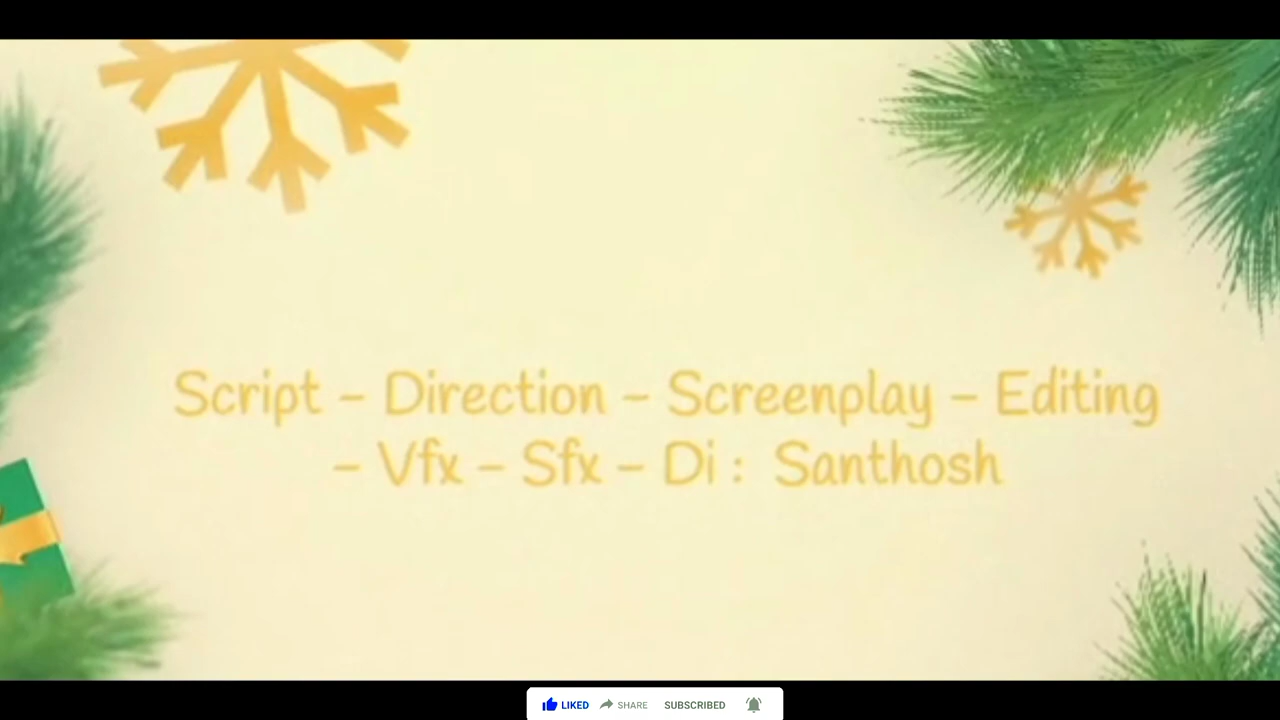 Script - Direction - Screenplay - Editing
- Vfx - Sfx - Di : Santhosh
LIKED SHARE SUBSCRIBED